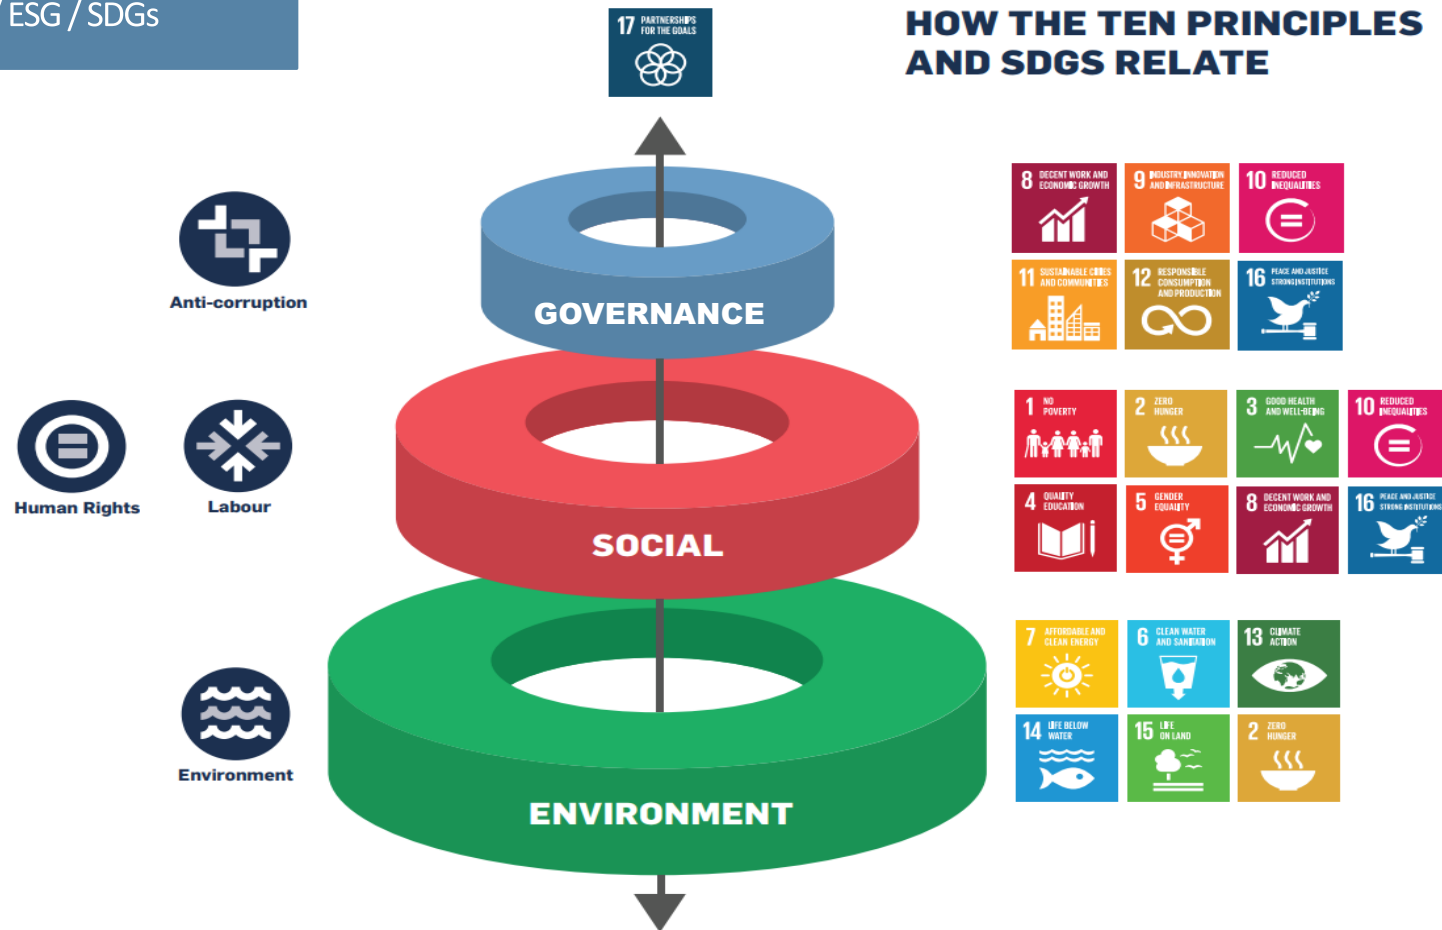 / ESG / SDGs
HOW THE TEN PRINCIPLES
AND SDGS RELATE
17 PARTNERSHIPS
FOR THE GOALS
Anti-corruption
GOVERNANCE
8 DECENT WORK AND
ECONOMIC GROWTH
9 INDUSTRY, INNOVATION
AND INFRASTRUCTURE
10 REDUCED
INEQUALITIES
11 SUSTAINABLE CITIES
AND COMMUNITIES
12 RESPONSIBLE
CONSUMPTION
AND PRODUCTION
16 PEACE AND JUSTICE
STRONG INSTITUTIONS
Human Rights
Labour
SOCIAL
1 NO
POVERTY
2 ZERO
HUNGER
3 GOOD HEALTH
AND WELL-BEING
10 REDUCED
INEQUALITIES
4 QUALITY
EDUCATION
5 GENDER
EQUALITY
8 DECENT WORK AND
ECONOMIC GROWTH
16 PEACE AND JUSTICE
STRONG INSTITUTIONS
Environment
ENVIRONMENT
7 AFFORDABLE AND
CLEAN ENERGY
6 CLEAN WATER
AND SANITATION
13 CLIMATE
ACTION
14 LIFE BELOW
WATER
15 LIFE
ON LAND
2 ZERO
HUNGER